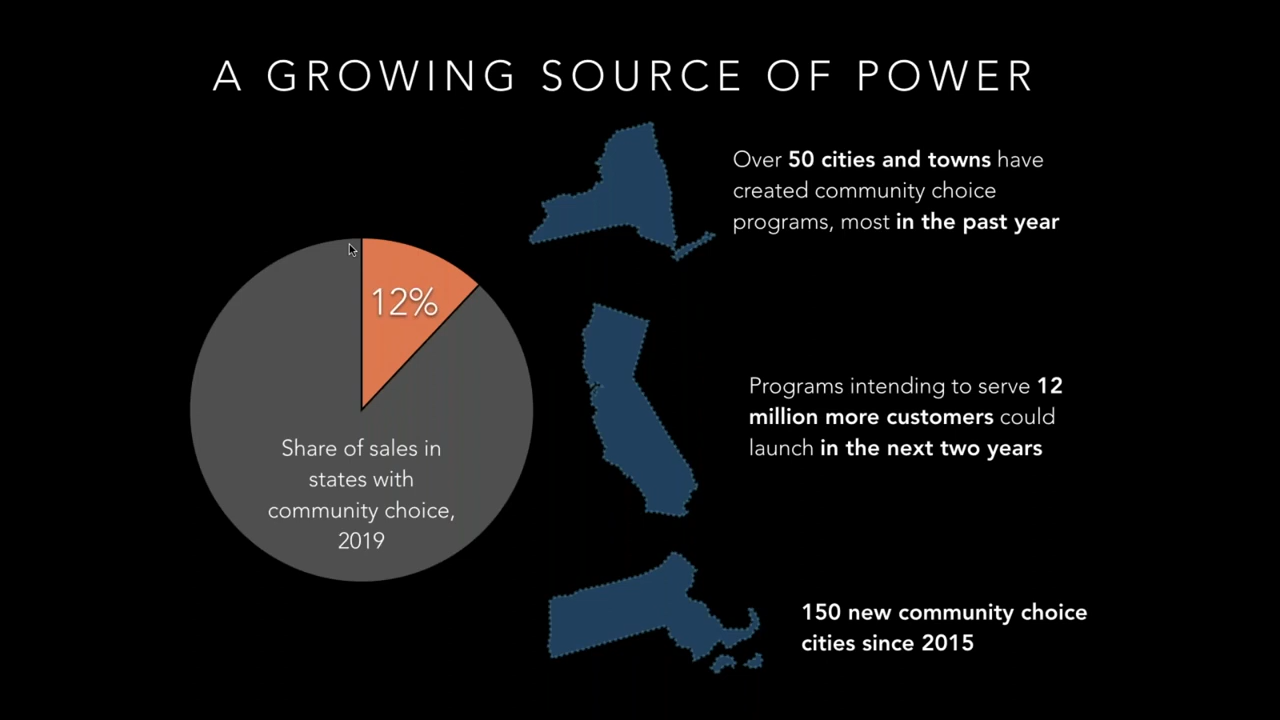 A GROWING SOURCE OF POWER
12%
Share of sales in
states with
community choice,
2019
Over 50 cities and towns have
created community choice
programs, most in the past year
Programs intending to serve 12
million more customers could
launch in the next two years
150 new community choice
cities since 2015